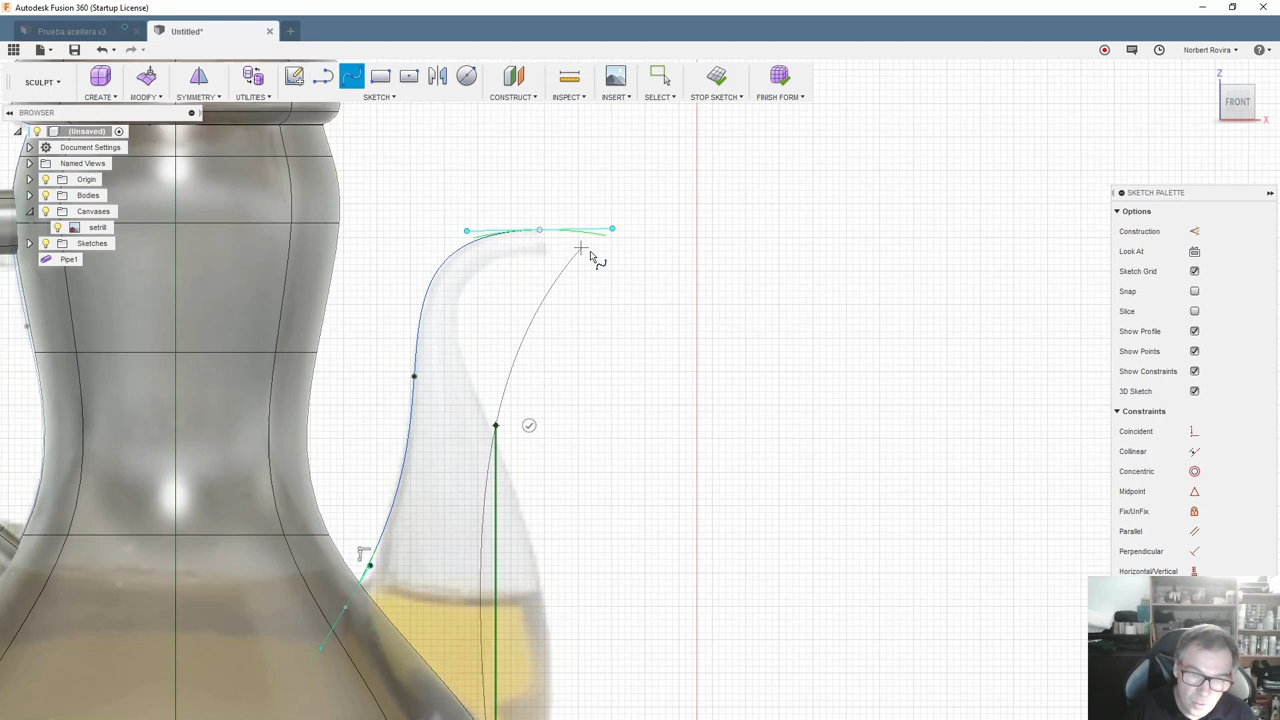 Autodesk Fusion 360 (Startup License)
Prueba aceitera v3
Untitled*
Norbert Rovira
SCULPT
CREATE
MODIFY
SYMMETRY
UTILITIES
SKETCH
CONSTRUCT
INSPECT
INSERT
SELECT
STOP SKETCH
FINISH FORM
BROWSER
(Unsaved)
Document Settings
Named Views
Origin
Bodies
Canvases
setrill
Sketches
Pipe1
Z
FRONT
X
SKETCH PALETTE
Options
Construction
Look At
Sketch Grid
Snap
Slice
Show Profile
Show Points
Show Constraints
3D Sketch
Constraints
Coincident
Collinear
Concentric
Midpoint
Fix/UnFix
Parallel
Perpendicular
Horizontal/Vertical